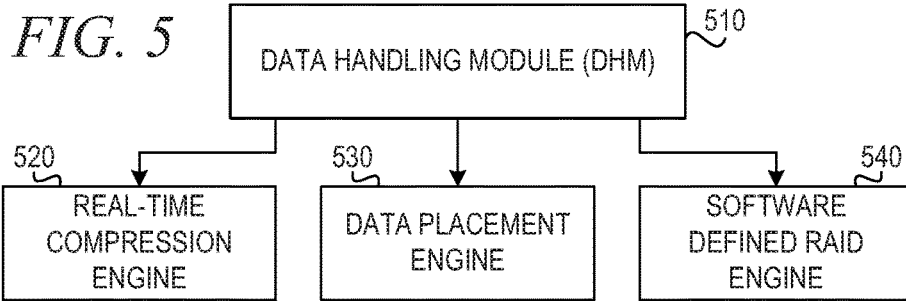 FIG. 5
510
DATA HANDLING MODULE (DHM)
520
REAL-TIME
COMPRESSION
ENGINE
530
DATA PLACEMENT
ENGINE
540
SOFTWARE
DEFINED RAID
ENGINE